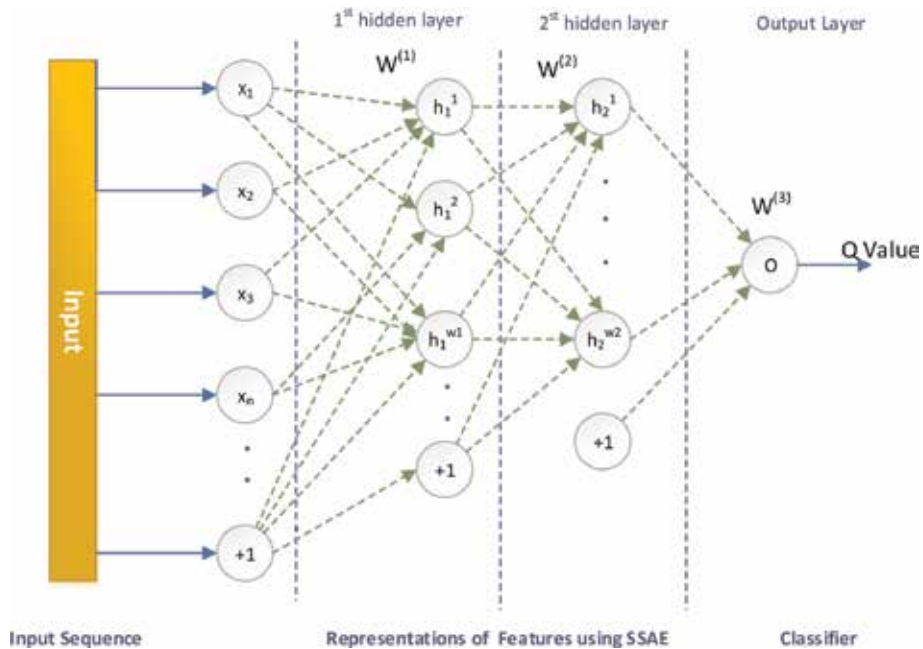 1st hidden layer
2st hidden layer
Output Layer
W(1)
W(2)
W(3)
Input
x1
x2
x3
xm
+1
h1^1
h1^2
h1^w1
+1
h2^1
h2^w2
+1
O
Q Value
Input Sequence
Representations of Features using SSAE
Classifier